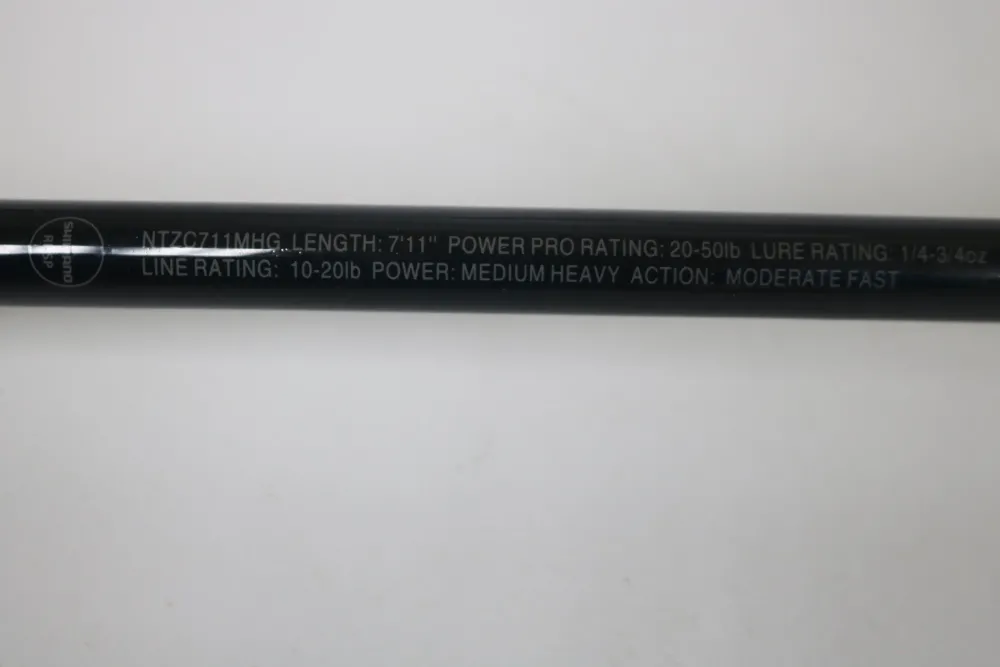 NTZC711MHG LENGTH: 7'11" POWER PRO RATING: 20-50lb LURE RATING: 1/4-3/4oz
LINE RATING: 10-20lb POWER: MEDIUM HEAVY ACTION: MODERATE FAST